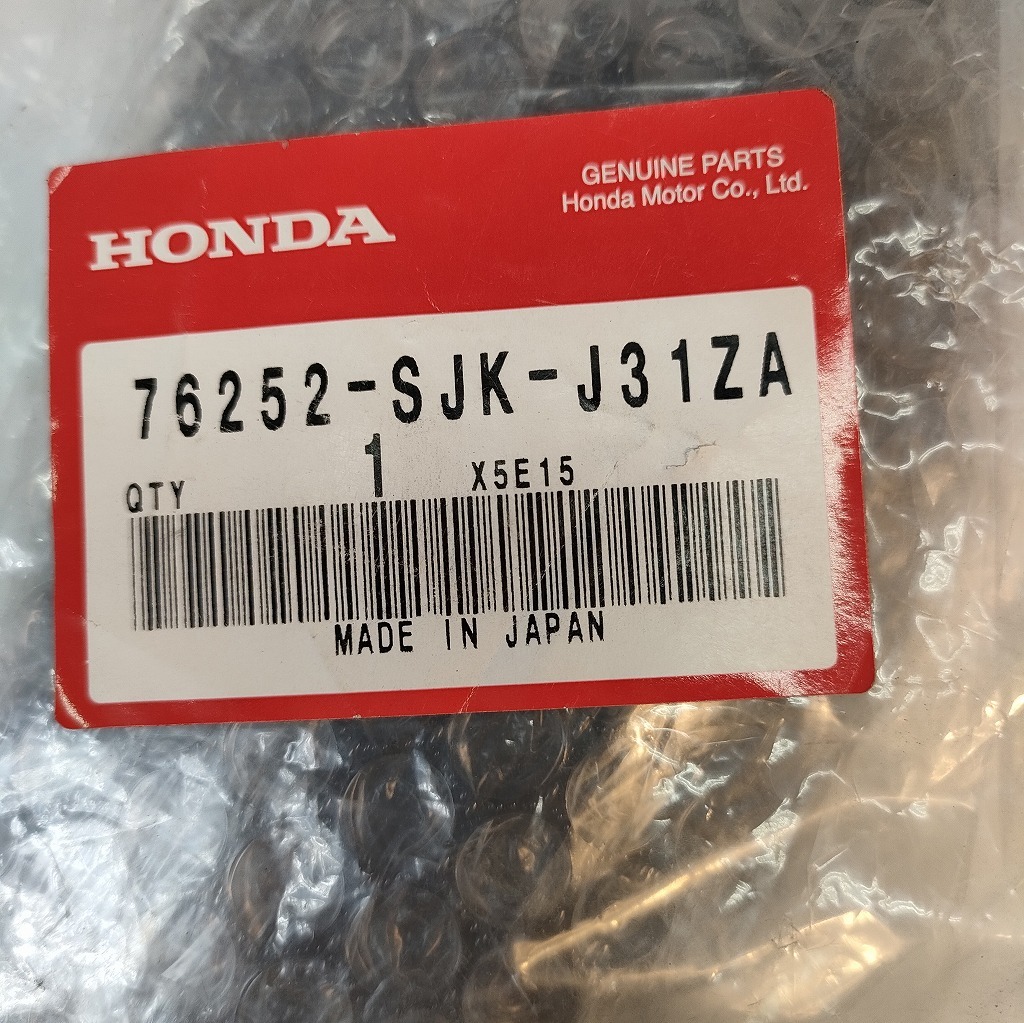 HONDA
GENUINE PARTS
Honda Motor Co., Ltd.
76252-SJK-J31ZA
QTY 1 X5E15
MADE IN JAPAN